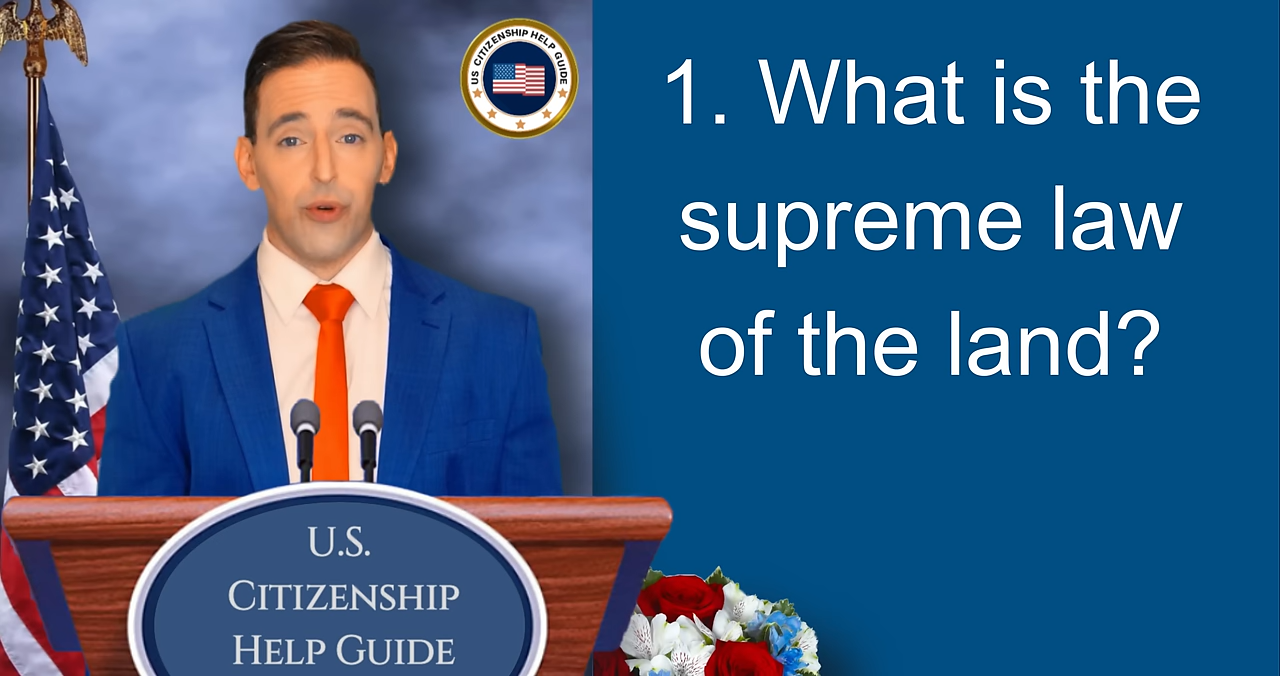 US CITIZENSHIP HELP GUIDE
1. What is the
supreme law
of the land?
U.S.
CITIZENSHIP
HELP GUIDE